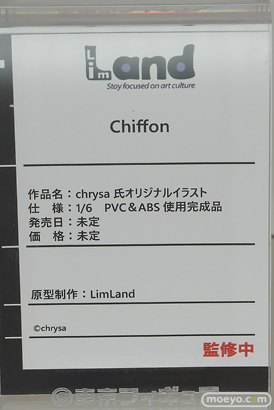 LimLand
Stay focused on art culture
Chiffon
作品名：chrysa 氏オリジナルイラスト
仕　様：1/6　PVC＆ABS 使用完成品
発売日：未定
価　格：未定
原型制作：LimLand
©chrysa
監修中
moeyo.com